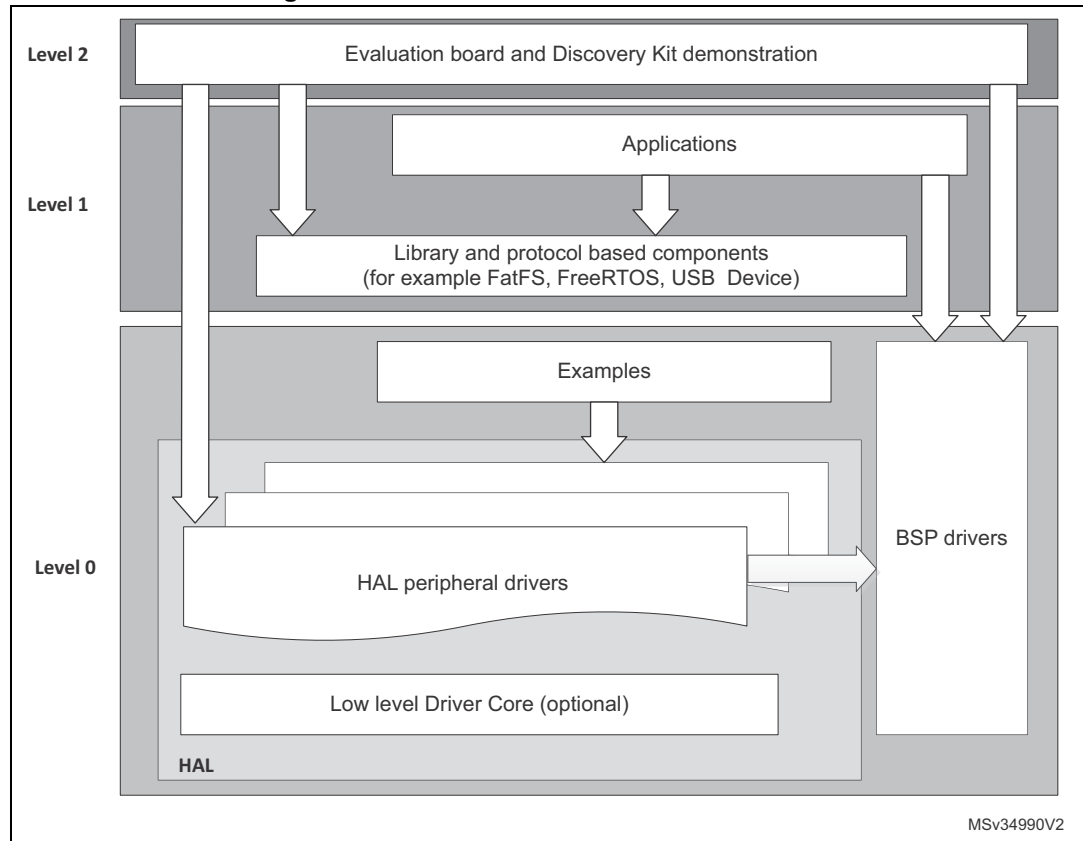 Level 2
Evaluation board and Discovery Kit demonstration
Applications
Level 1
Library and protocol based components
(for example FatFS, FreeRTOS, USB Device)
Examples
BSP drivers
Level 0
HAL peripheral drivers
Low level Driver Core (optional)
HAL
MSv34990V2